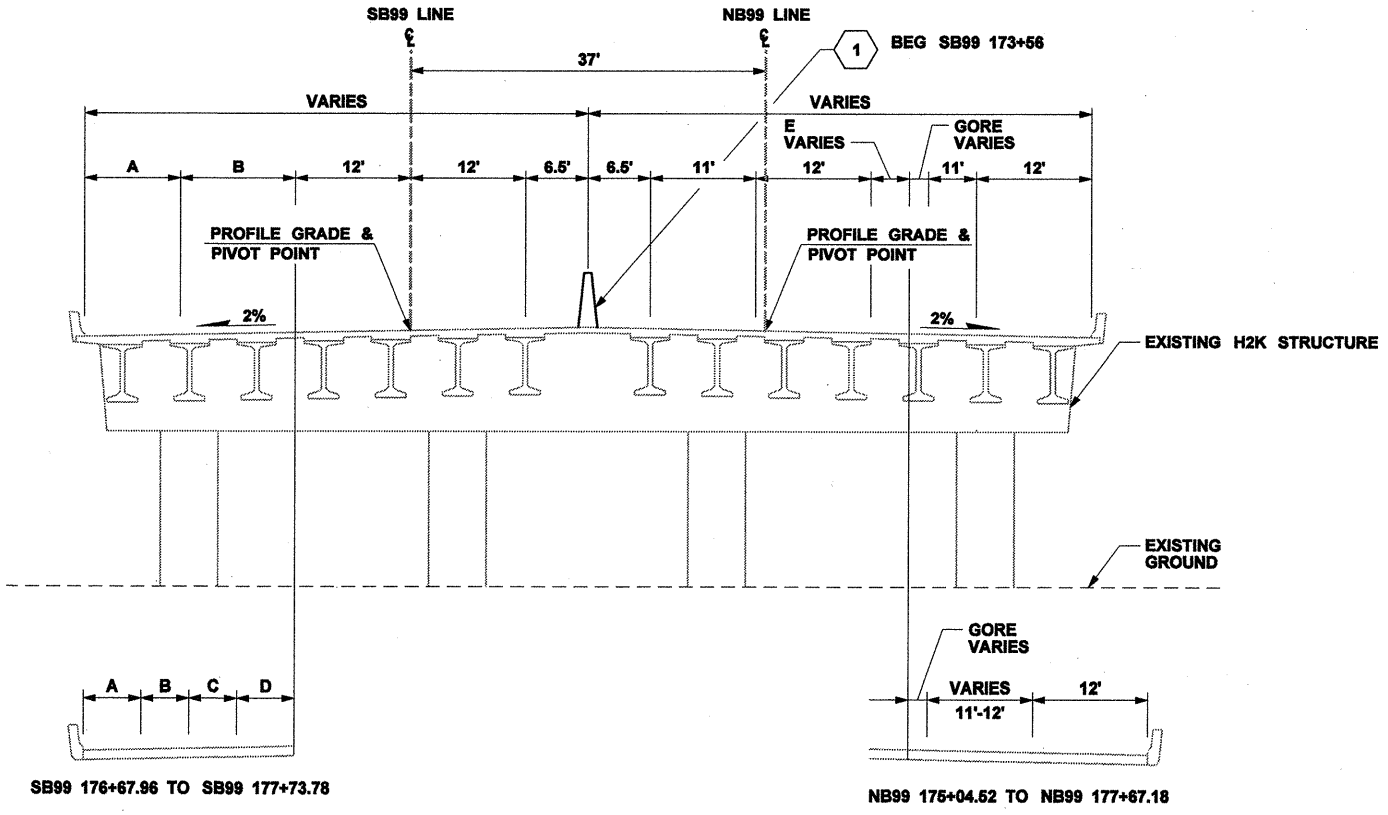 SB99 LINE
NB99 LINE
℄
℄
1
BEG SB99 173+56
37'
VARIES
VARIES
E
VARIES
GORE
VARIES
A
B
12'
12'
6.5'
6.5'
11'
12'
11'
12'
PROFILE GRADE &
PIVOT POINT
PROFILE GRADE &
PIVOT POINT
2%
2%
EXISTING H2K STRUCTURE
EXISTING
GROUND
GORE
VARIES
A
B
C
D
VARIES
11'-12'
12'
SB99 176+67.96 TO SB99 177+73.78
NB99 175+04.52 TO NB99 177+67.18